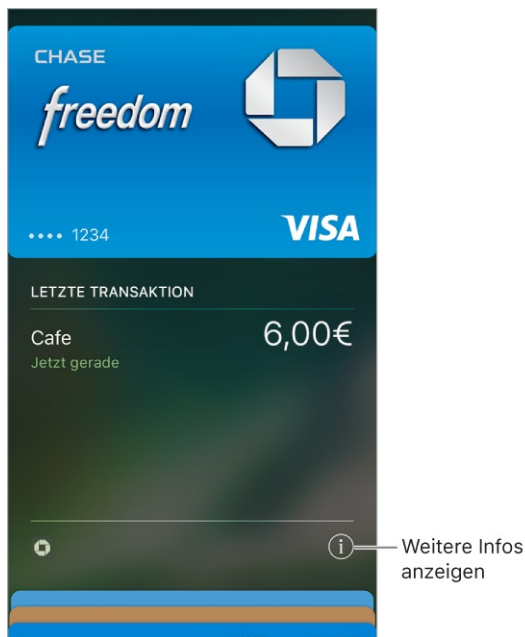 CHASE
freedom
•••• 1234
VISA
LETZTE TRANSAKTION
Cafe
6,00€
Jetzt gerade
Weitere Infos
anzeigen